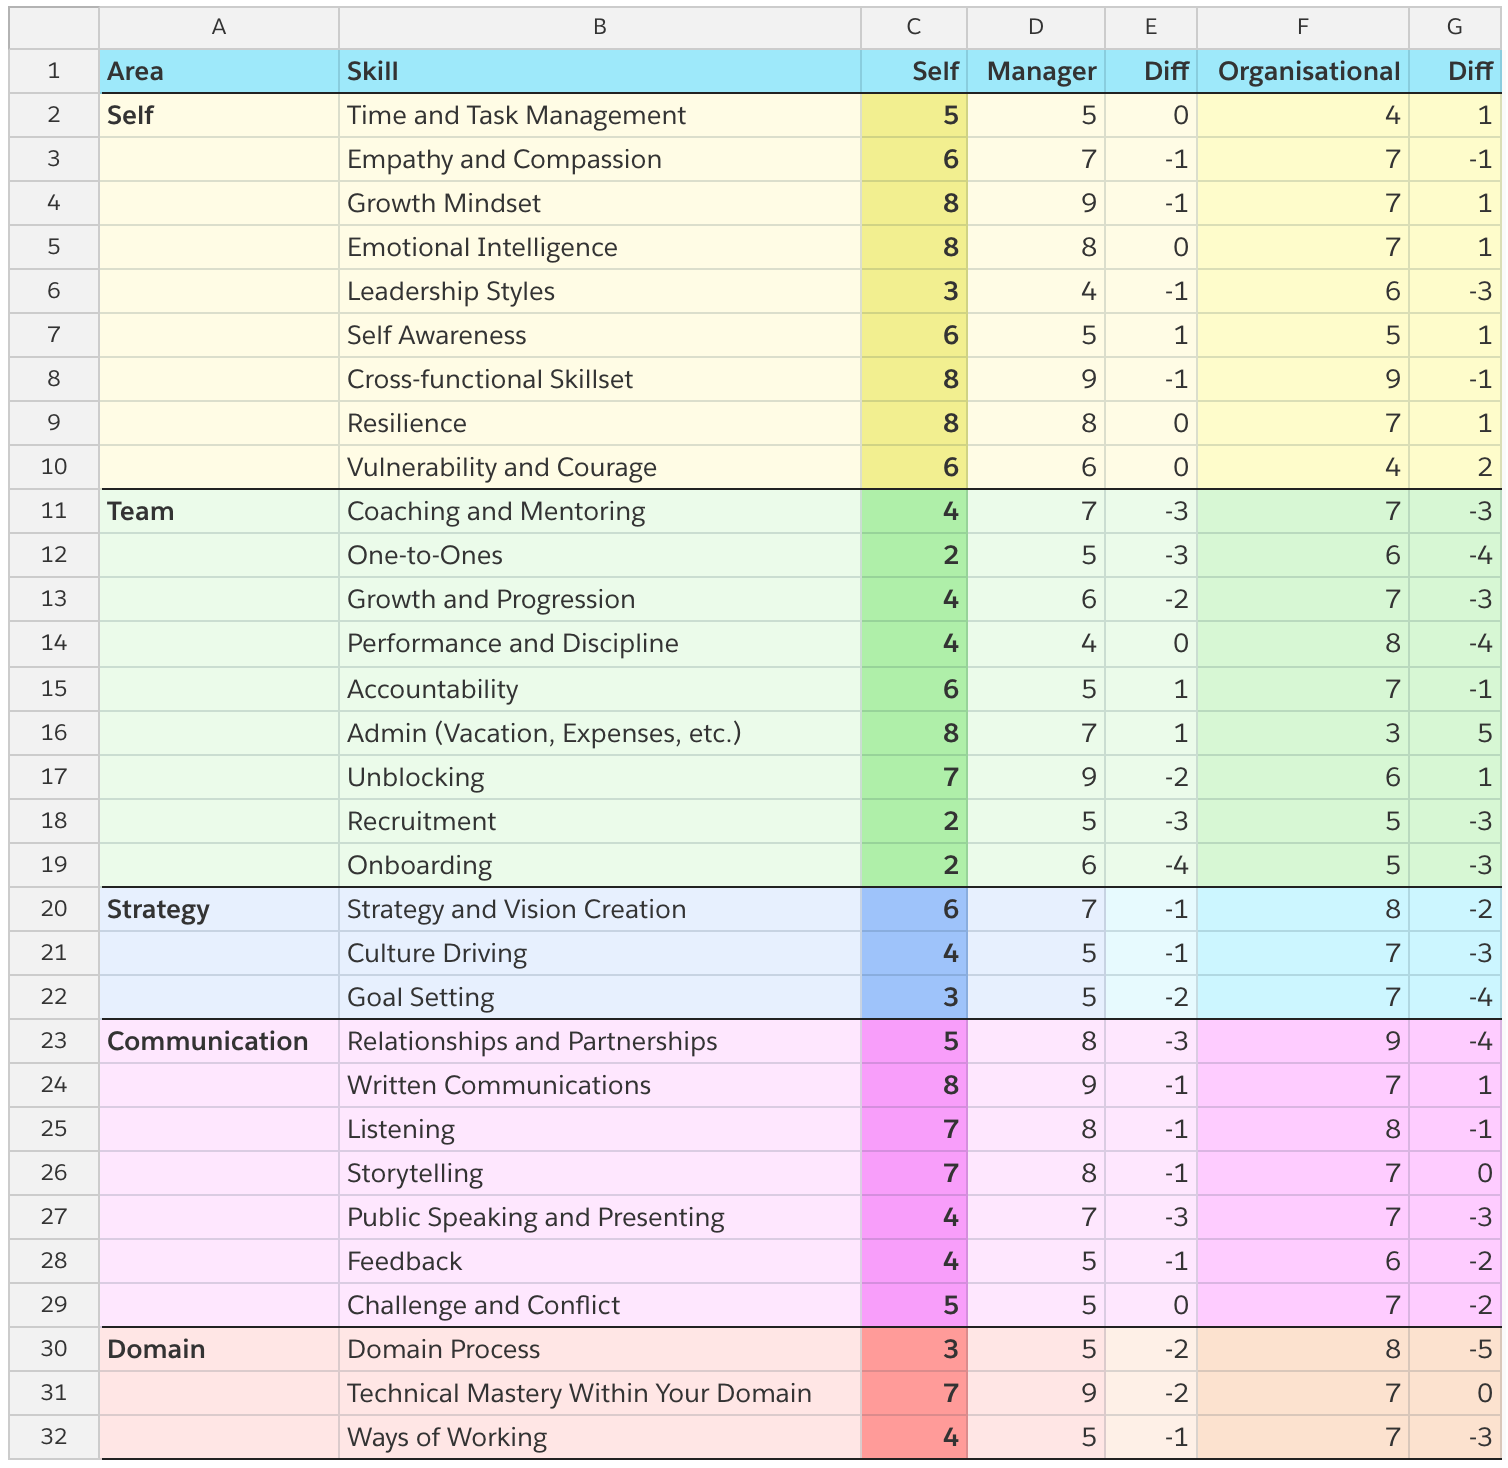 A B C D E F G
1 Area Skill Self Manager Diff Organisational Diff
2 Self Time and Task Management 5 5 0 4 1
3 Empathy and Compassion 6 7 -1 7 -1
4 Growth Mindset 8 9 -1 7 1
5 Emotional Intelligence 8 8 0 7 1
6 Leadership Styles 3 4 -1 6 -3
7 Self Awareness 6 5 1 5 1
8 Cross-functional Skillset 8 9 -1 9 -1
9 Resilience 8 8 0 7 1
10 Vulnerability and Courage 6 6 0 4 2
11 Team Coaching and Mentoring 4 7 -3 7 -3
12 One-to-Ones 2 5 -3 6 -4
13 Growth and Progression 4 6 -2 7 -3
14 Performance and Discipline 4 4 0 8 -4
15 Accountability 6 5 1 7 -1
16 Admin (Vacation, Expenses, etc.) 8 7 1 3 5
17 Unblocking 7 9 -2 6 1
18 Recruitment 2 5 -3 5 -3
19 Onboarding 2 6 -4 5 -3
20 Strategy Strategy and Vision Creation 6 7 -1 8 -2
21 Culture Driving 4 5 -1 7 -3
22 Goal Setting 3 5 -2 7 -4
23 Communication Relationships and Partnerships 5 8 -3 9 -4
24 Written Communications 8 9 -1 7 1
25 Listening 7 8 -1 8 -1
26 Storytelling 7 8 -1 7 0
27 Public Speaking and Presenting 4 7 -3 7 -3
28 Feedback 4 5 -1 6 -2
29 Challenge and Conflict 5 5 0 7 -2
30 Domain Domain Process 3 5 -2 8 -5
31 Technical Mastery Within Your Domain 7 9 -2 7 0
32 Ways of Working 4 5 -1 7 -3